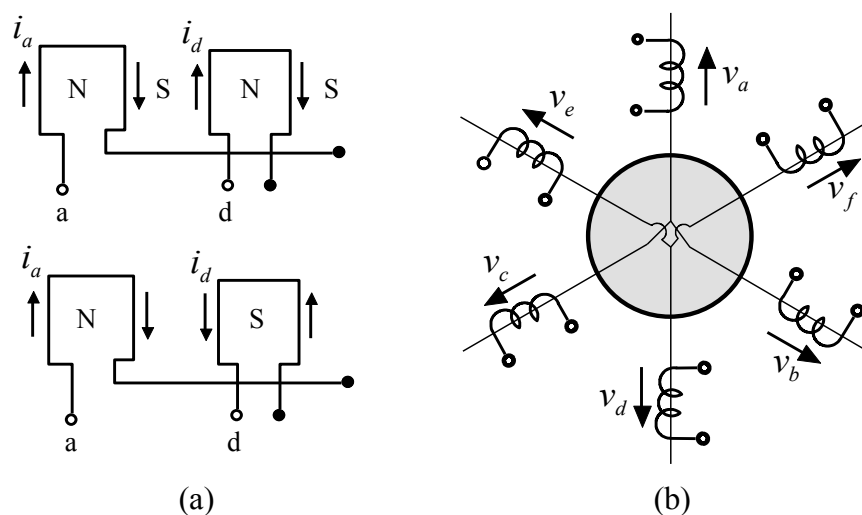 i_a i_d
N S N S
a d
i_a i_d
N S
a d
(a)
v_a
v_e
v_f
v_c
v_b
v_d
(b)